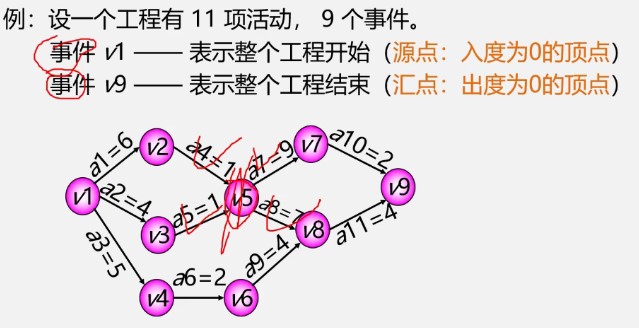 例：设一个工程有 11 项活动， 9 个事件。
事件 v1 —— 表示整个工程开始（源点：入度为0的顶点）
事件 v9 —— 表示整个工程结束（汇点：出度为0的顶点）
v1
v2
v3
v4
v5
v6
v7
v8
v9
a1=6
a2=4
a3=5
a4=1
a5=1
a6=2
a7=9
a8=7
a9=4
a10=2
a11=4